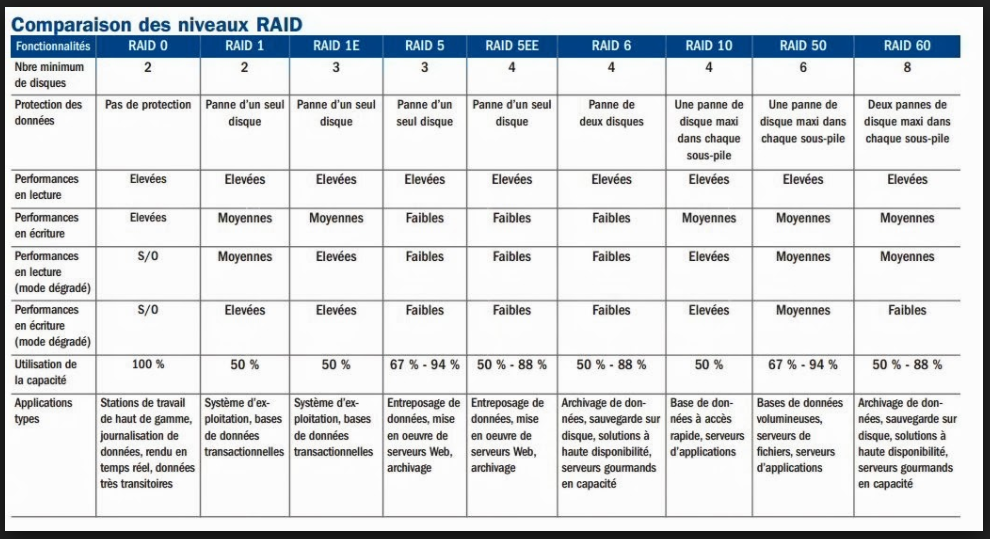 Comparaison des niveaux RAID
Fonctionnalités RAID 0 RAID 1 RAID 1E RAID 5 RAID 5EE RAID 6 RAID 10 RAID 50 RAID 60
Nbre minimum 2 2 3 3 4 4 4 6 8
de disques
Protection des Pas de protection Panne d'un seul Panne d'un seul Panne d'un Panne d'un seul Panne de Une panne de Une panne de Deux pannes de
données disque disque seul disque disque deux disques disque maxi disque maxi dans disque maxi dans
dans chaque chaque sous-pile chaque sous-pile
sous-pile
Performances Elevées Elevées Elevées Elevées Elevées Elevées Elevées Elevées Elevées
en lecture
Performances Elevées Moyennes Moyennes Faibles Faibles Faibles Moyennes Moyennes Moyennes
en écriture
Performances S/O Moyennes Elevées Faibles Faibles Faibles Elevées Moyennes Moyennes
en lecture
(mode dégradé)
Performances S/O Elevées Elevées Faibles Faibles Faibles Elevées Moyennes Faibles
en écriture
(mode dégradé)
Utilisation de 100 % 50 % 50 % 67 % - 94 % 50 % - 88 % 50 % - 88 % 50 % 67 % - 94 % 50 % - 88 %
la capacité
Applications Stations de travail Système d'ex- Système d'ex- Entreposage de Entreposage de Archivage de don- Base de don- Bases de données Archivage de don-
types de haut de gamme, ploitation, bases ploitation, bases données, mise données, mise nées, sauvegarde sur nées à accès volumineuses, nées, sauvegarde sur
journalisation de de données de données en oeuvre de en oeuvre de disque, solutions à rapide, serveurs serveurs de disque, solutions à
données, rendu en transactionnelles transactionnelles serveurs Web, serveurs Web, haute disponibilité, d'applications fichiers, serveurs haute disponibilité,
temps réel, données archivage archivage serveurs gourmands d'applications serveurs gourmands
très transitoires en capacité en capacité